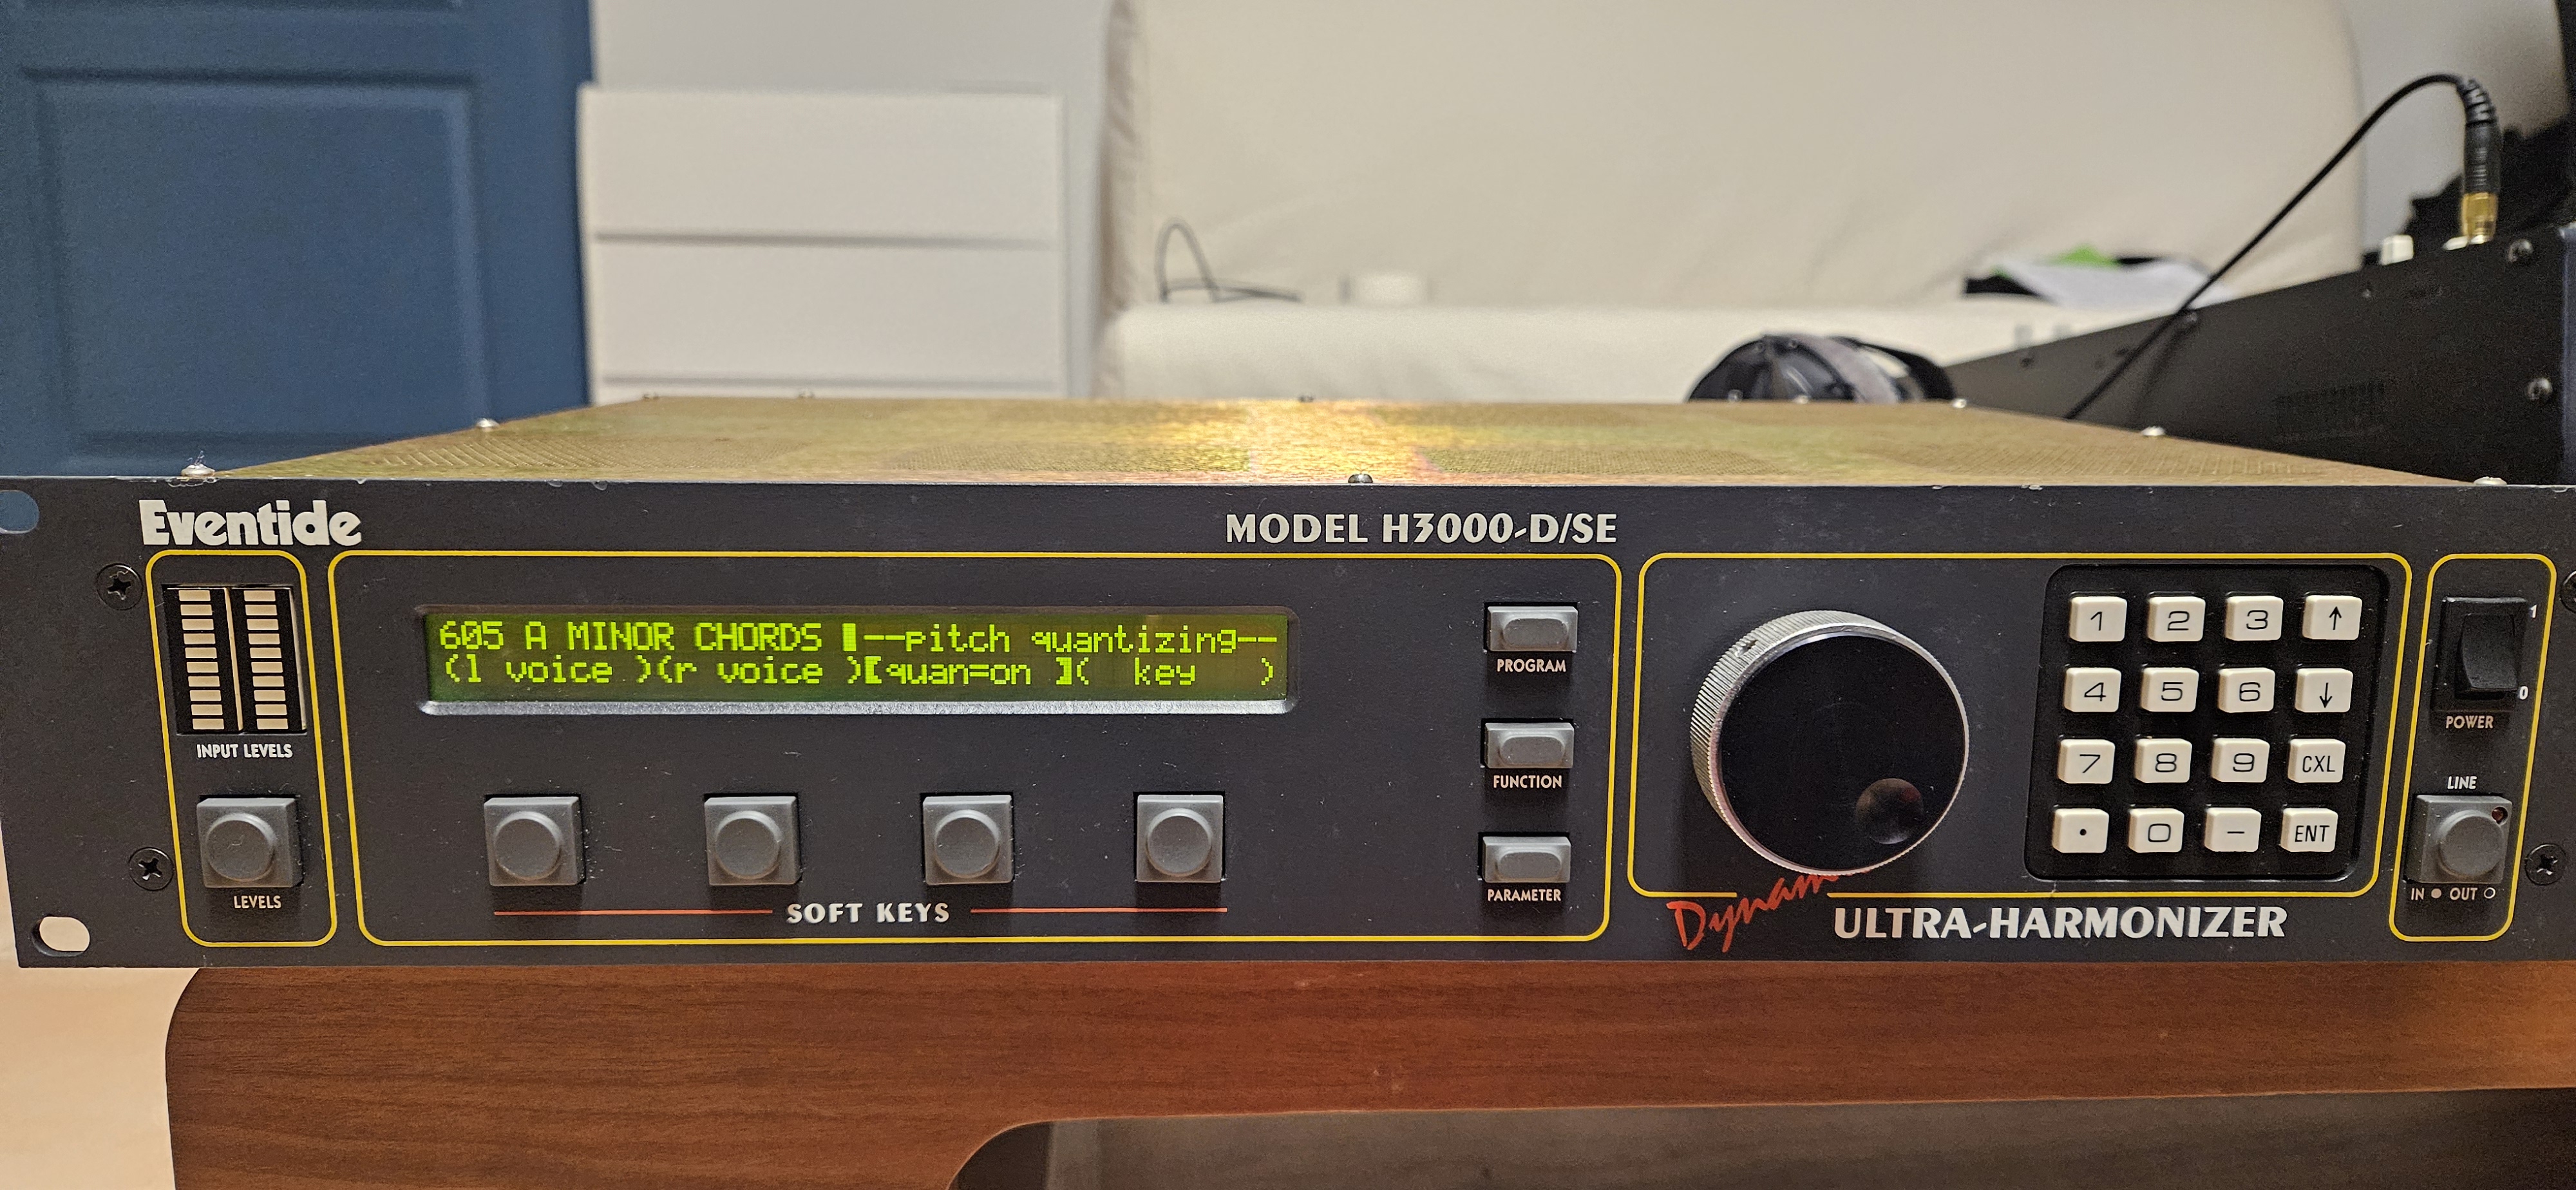 Eventide
MODEL H3000-D/SE
INPUT LEVELS
LEVELS
605 A MINOR CHORDS --pitch quantizing--
(l voice )(r voice )[quan=on ]( key )
SOFT KEYS
PROGRAM
FUNCTION
PARAMETER
1 2 3 ↑
4 5 6 ↓
7 8 9 CXL
. 0 - ENT
Dynam
ULTRA-HARMONIZER
1
0
POWER
LINE
IN OUT